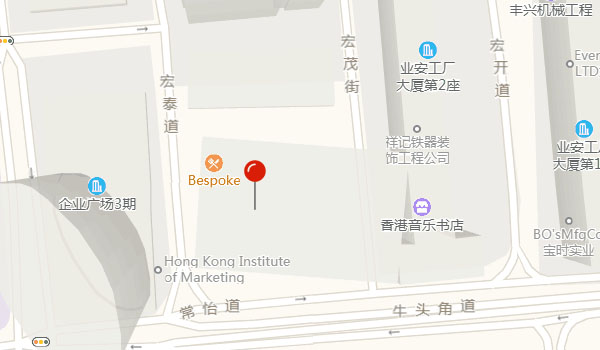 丰兴机械工程
宏茂街
宏开道
宏泰道
业安工厂
大厦第2座
Ever
LTD
祥记铁器装
饰工程公司
业安工厂
大厦第1
Bespoke
企业广场3期
香港音乐书店
BO'sMfgCo
宝时实业
Hong Kong Institute
of Marketing
常怡道
牛头角道